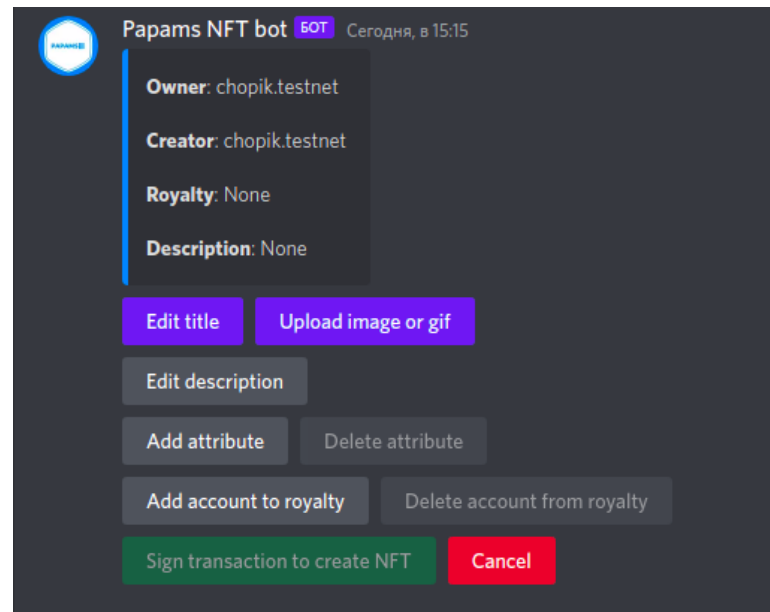 PAPAMS
Papams NFT bot БОТ Сегодня, в 15:15
Owner: chopik.testnet
Creator: chopik.testnet
Royalty: None
Description: None
Edit title Upload image or gif
Edit description
Add attribute Delete attribute
Add account to royalty Delete account from royalty
Sign transaction to create NFT Cancel